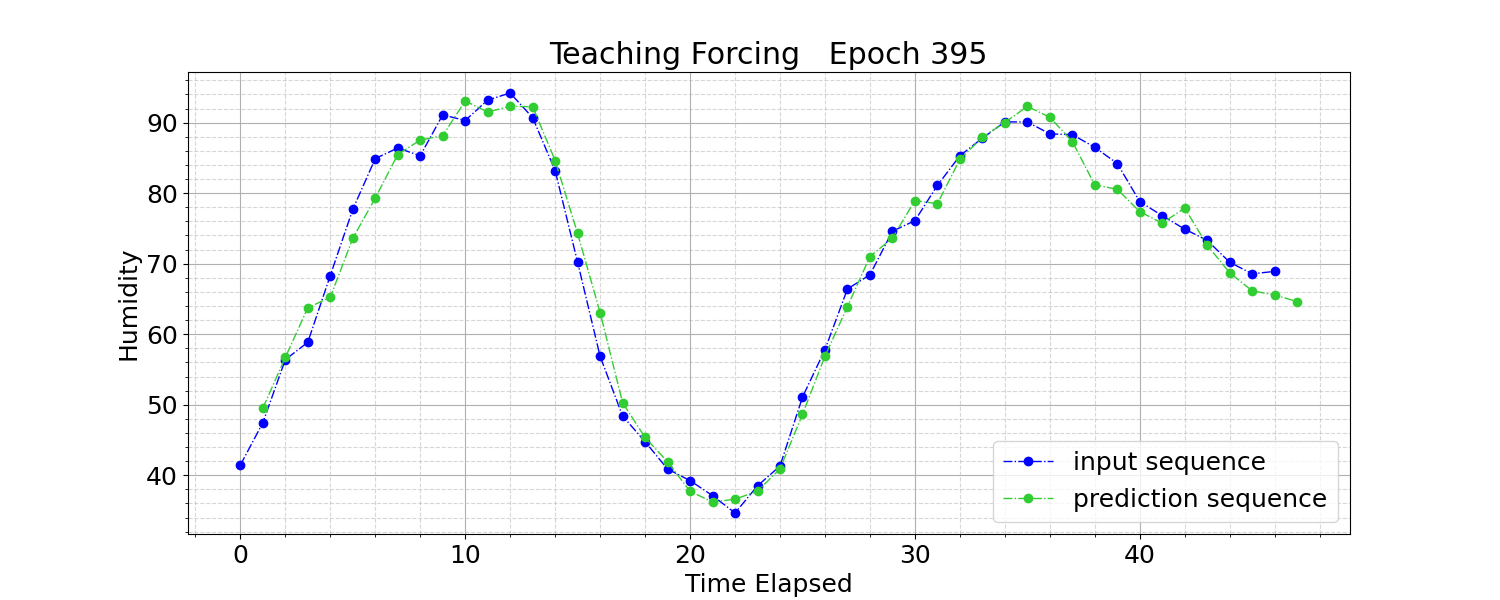 Teaching Forcing   Epoch 395
Humidity
90
80
70
60
50
40
input sequence
prediction sequence
0 10 20 30 40
Time Elapsed